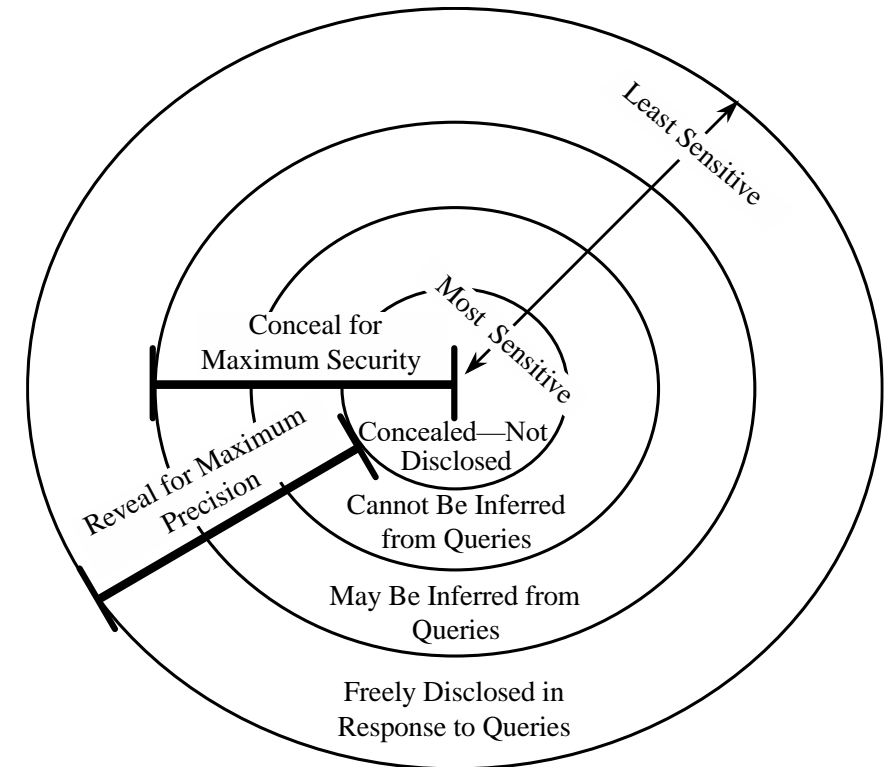 Least Sensitive
Most Sensitive
Conceal for
Maximum Security
Reveal for Maximum
Precision
Concealed—Not
Disclosed
Cannot Be Inferred
from Queries
May Be Inferred from
Queries
Freely Disclosed in
Response to Queries